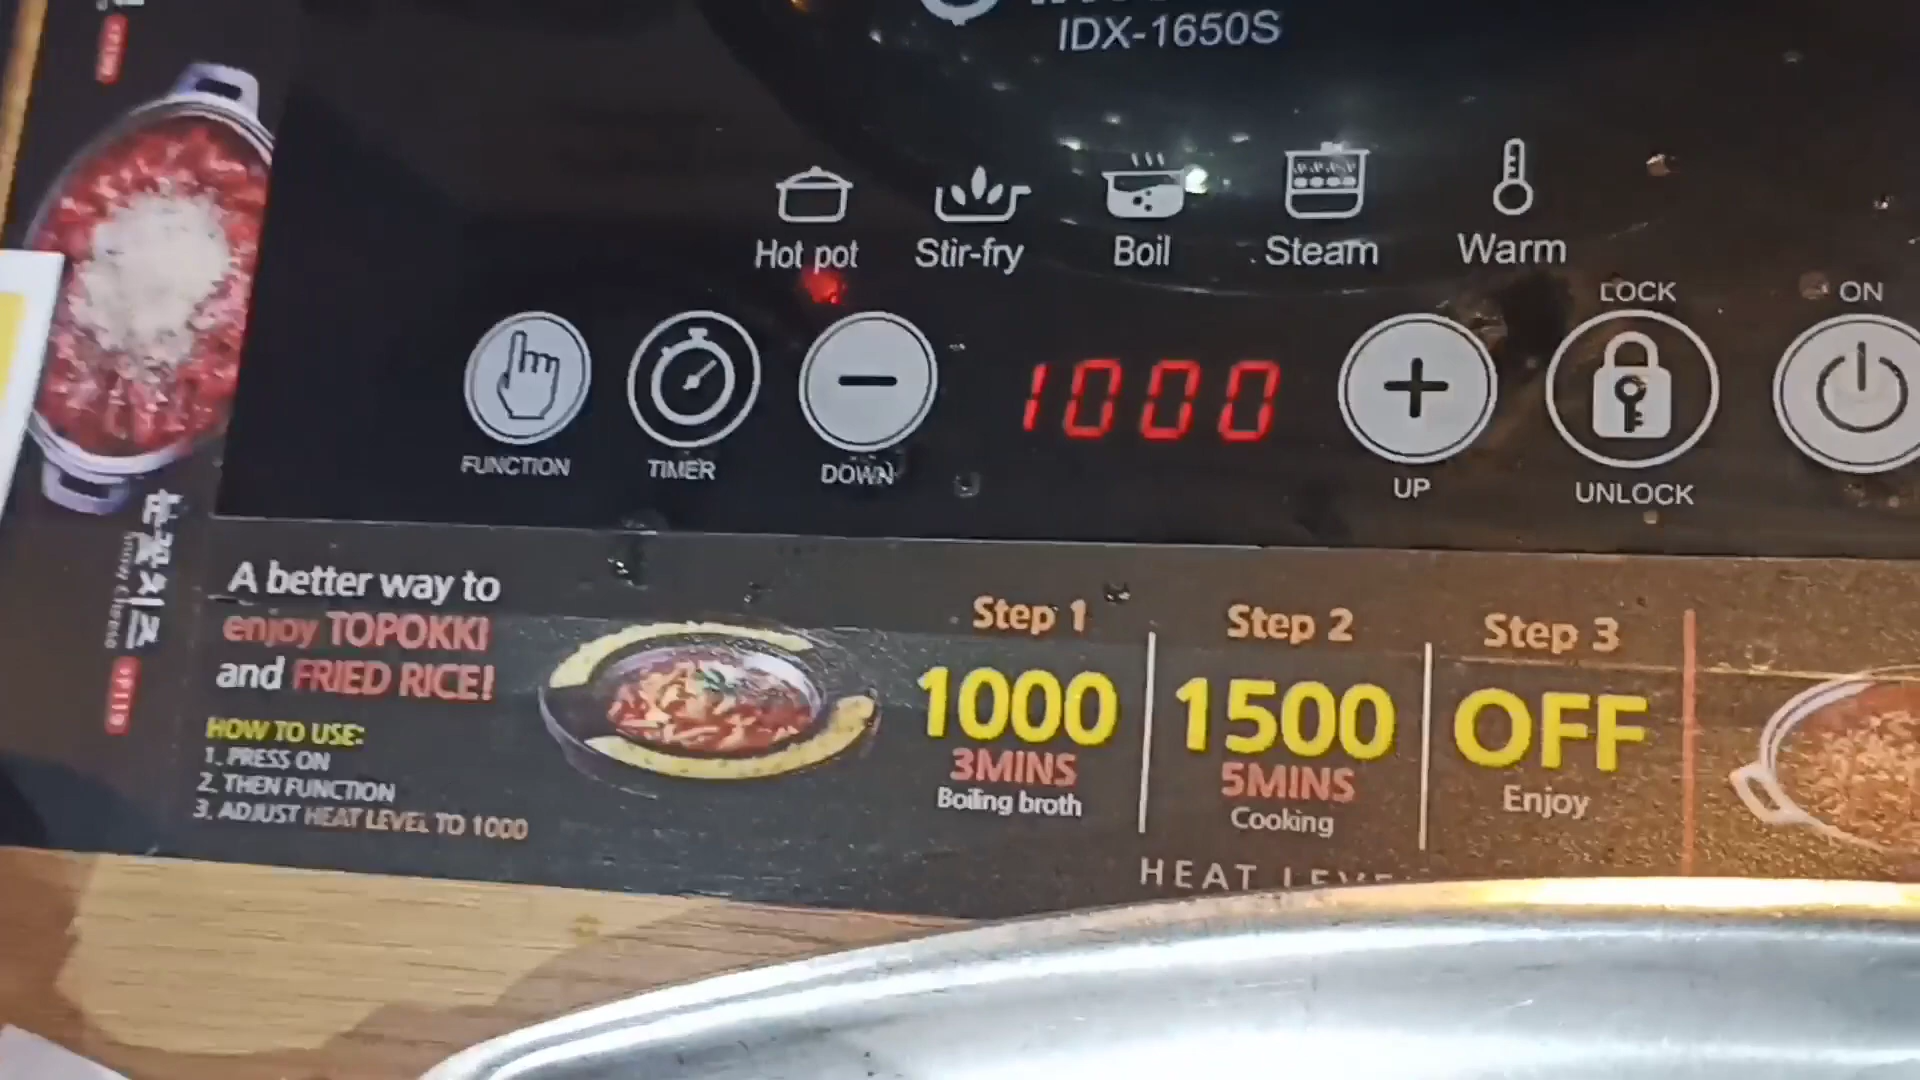 IDX-1650S
Hot pot
Stir-fry
Boil
Steam
Warm
LOCK
ON
1000
FUNCTION
TIMER
DOWN
UP
UNLOCK
A better way to
enjoy TOPOKKI
and FRIED RICE!
HOW TO USE:
1. PRESS ON
2. THEN FUNCTION
3. ADJUST HEAT LEVEL TO 1000
Step 1
1000
3MINS
Boiling broth
Step 2
1500
5MINS
Cooking
Step 3
OFF
Enjoy
HEAT LEVE